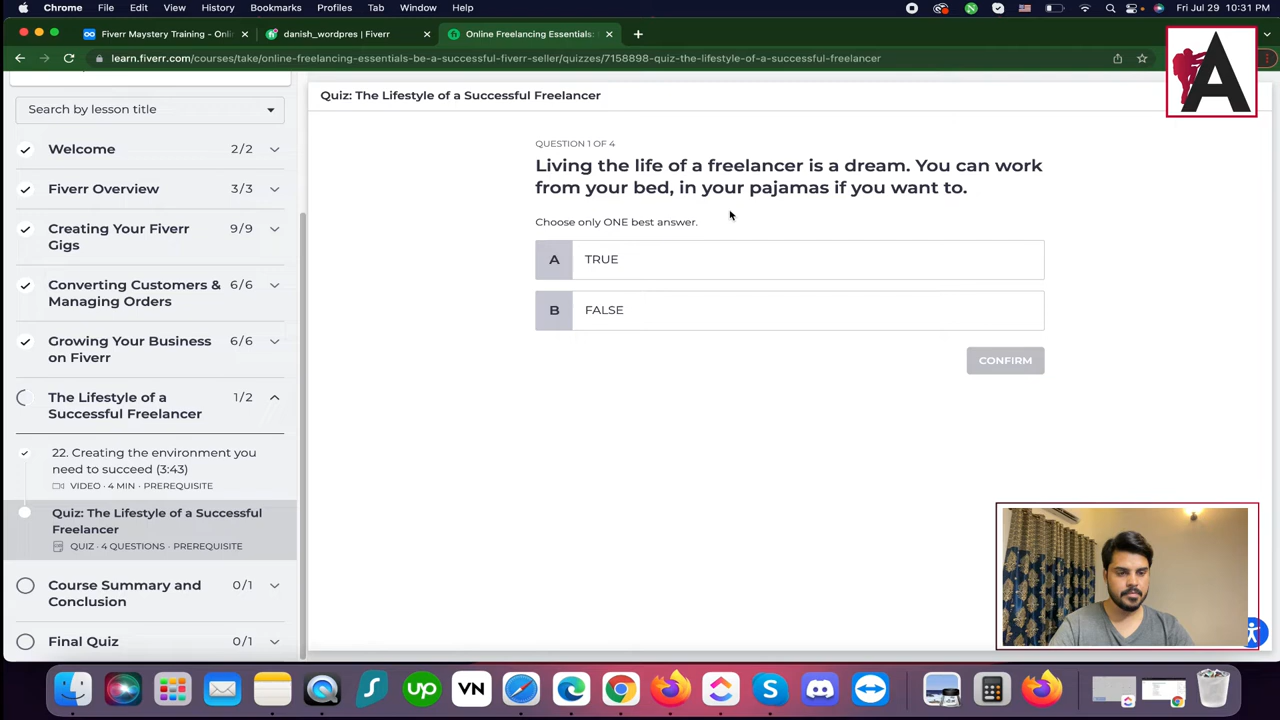 Chrome File Edit View History Bookmarks Profiles Tab Window Help Fri Jul 29 10:31 PM
Fiverr Maystery Training - Onli
danish_wordpres | Fiverr
Online Freelancing Essentials:
learn.fiverr.com/courses/take/online-freelancing-essentials-be-a-successful-fiverr-seller/quizzes/7158898-quiz-the-lifestyle-of-a-successful-freelancer
A
Search by lesson title
Welcome 2/2
Fiverr Overview 3/3
Creating Your Fiverr 9/9
Gigs
Converting Customers & 6/6
Managing Orders
Growing Your Business 6/6
on Fiverr
The Lifestyle of a 1/2
Successful Freelancer
22. Creating the environment you
need to succeed (3:43)
VIDEO · 4 MIN · PREREQUISITE
Quiz: The Lifestyle of a Successful
Freelancer
QUIZ · 4 QUESTIONS · PREREQUISITE
Course Summary and 0/1
Conclusion
Final Quiz 0/1
Quiz: The Lifestyle of a Successful Freelancer
QUESTION 1 OF 4
Living the life of a freelancer is a dream. You can work
from your bed, in your pajamas if you want to.
Choose only ONE best answer.
A TRUE
B FALSE
CONFIRM
up
VN